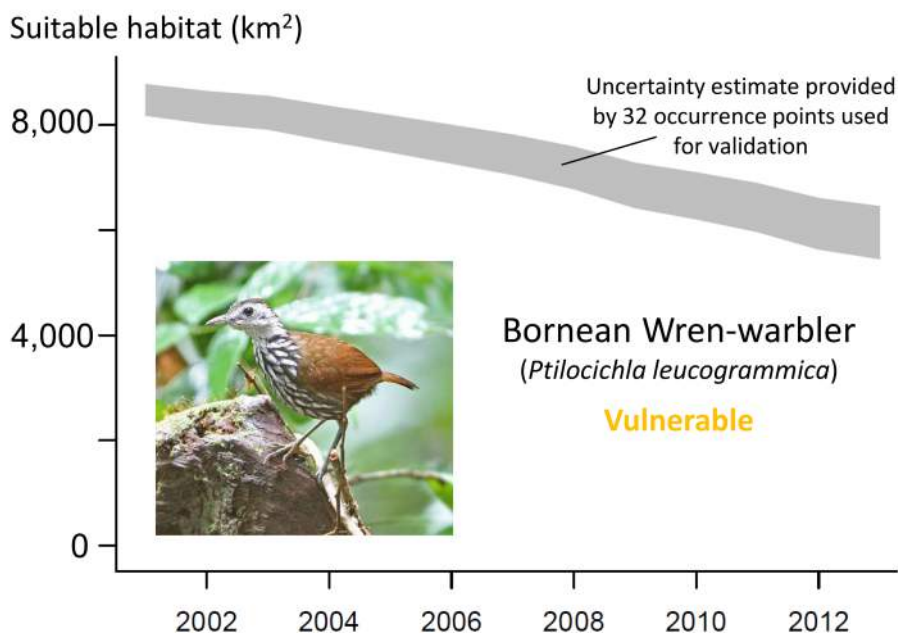 Suitable habitat (km²)
Uncertainty estimate provided
by 32 occurrence points used
for validation
8,000
4,000
Bornean Wren-warbler
(Ptilocichla leucogrammica)
Vulnerable
0
2002 2004 2006 2008 2010 2012